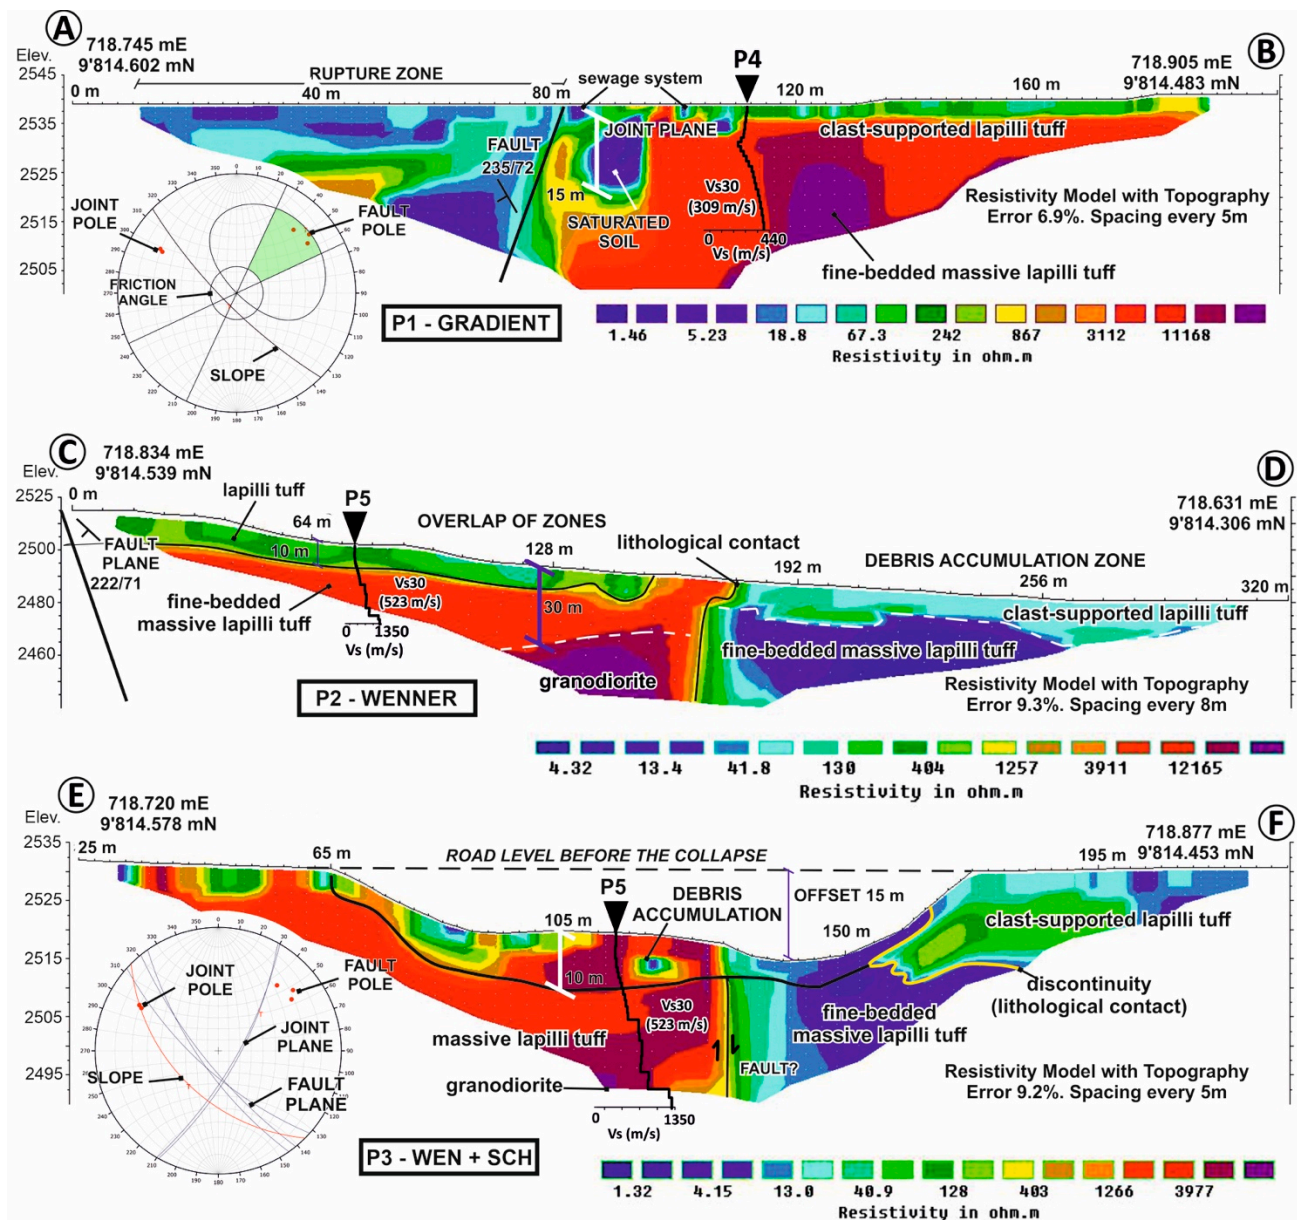 A
718.745 mE
9'814.602 mN
Elev.
2545
2535
2525
2515
2505
RUPTURE ZONE
0 m
40 m
80 m
sewage system
P4
120 m
160 m
B
718.905 mE
9'814.483 mN
JOINT PLANE
clast-supported lapilli tuff
FAULT
235/72
15 m
SATURATED
SOIL
Vs30
(309 m/s)
0 440
Vs (m/s)
Resistivity Model with Topography
Error 6.9%. Spacing every 5m
fine-bedded massive lapilli tuff
JOINT
POLE
FAULT
POLE
FRICTION
ANGLE
SLOPE
P1 - GRADIENT
1.46 5.23 18.8 67.3 242 867 3112 11168
Resistivity in ohm.m
C
718.834 mE
9'814.539 mN
Elev.
2525
2500
2480
2460
0 m
lapilli tuff
64 m
P5
OVERLAP OF ZONES
10 m
128 m
lithological contact
192 m
DEBRIS ACCUMULATION ZONE
256 m
320 m
D
718.631 mE
9'814.306 mN
FAULT
PLANE
222/71
fine-bedded
massive lapilli tuff
Vs30
(523 m/s)
0 1350
Vs (m/s)
30 m
granodiorite
clast-supported lapilli tuff
fine-bedded massive lapilli tuff
Resistivity Model with Topography
Error 9.3%. Spacing every 8m
P2 - WENNER
4.32 13.4 41.8 130 404 1257 3911 12165
Resistivity in ohm.m
E
718.720 mE
9'814.578 mN
Elev.
2535
2525
2515
2505
2495
25 m
65 m
ROAD LEVEL BEFORE THE COLLAPSE
P5
DEBRIS
ACCUMULATION
105 m
OFFSET 15 m
150 m
195 m
F
718.877 mE
9'814.453 mN
clast-supported lapilli tuff
10 m
Vs30
(523 m/s)
massive lapilli tuff
granodiorite
0 1350
Vs (m/s)
FAULT?
fine-bedded
massive lapilli tuff
discontinuity
(lithological contact)
Resistivity Model with Topography
Error 9.2%. Spacing every 5m
JOINT
POLE
FAULT
POLE
JOINT
PLANE
SLOPE
FAULT
PLANE
P3 - WEN + SCH
1.32 4.15 13.0 40.9 128 403 1266 3977
Resistivity in ohm.m